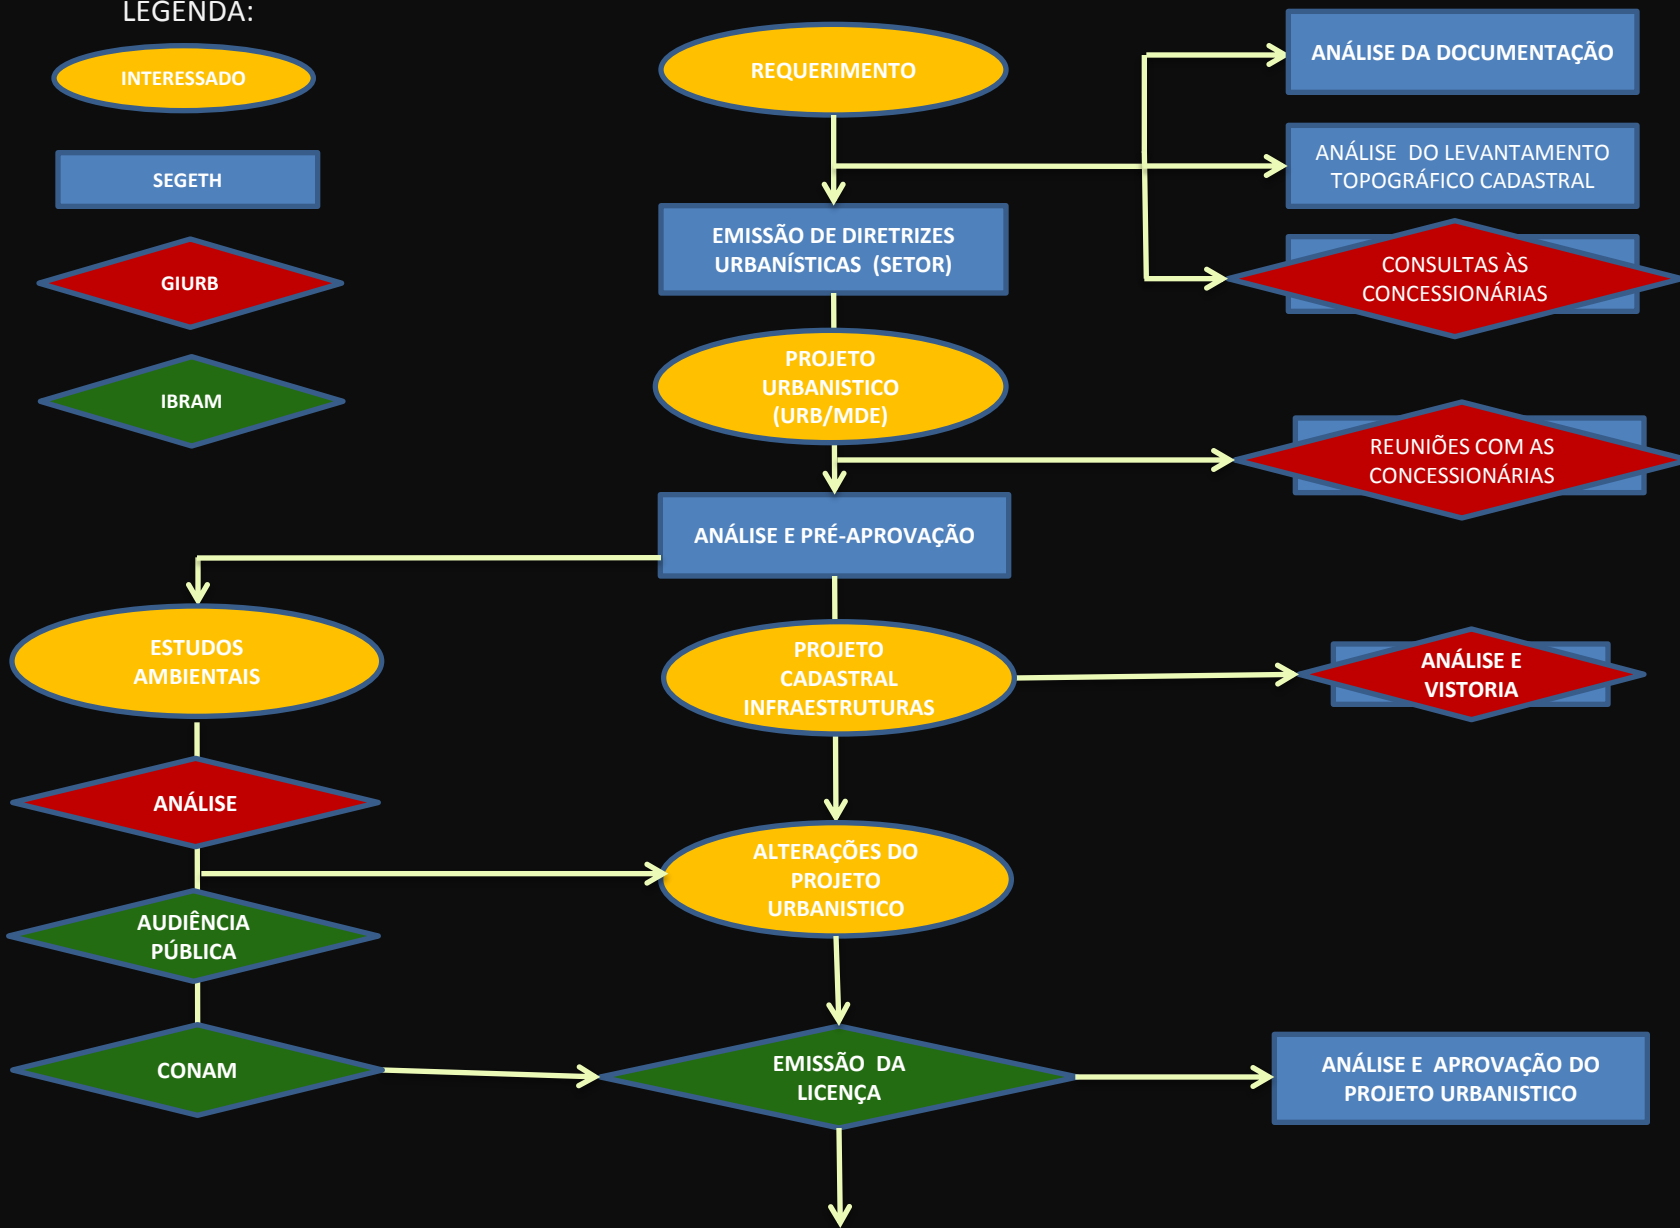 LEGENDA:
INTERESSADO
SEGETH
GIURB
IBRAM
REQUERIMENTO
ANÁLISE DA DOCUMENTAÇÃO
ANÁLISE DO LEVANTAMENTO
TOPOGRÁFICO CADASTRAL
EMISSÃO DE DIRETRIZES
URBANÍSTICAS (SETOR)
CONSULTAS ÀS
CONCESSIONÁRIAS
PROJETO
URBANISTICO
(URB/MDE)
REUNIÕES COM AS
CONCESSIONÁRIAS
ANÁLISE E PRÉ-APROVAÇÃO
ESTUDOS
AMBIENTAIS
PROJETO
CADASTRAL
INFRAESTRUTURAS
ANÁLISE E
VISTORIA
ANÁLISE
ALTERAÇÕES DO
PROJETO
URBANISTICO
AUDIÊNCIA
PÚBLICA
CONAM
EMISSÃO DA
LICENÇA
ANÁLISE E APROVAÇÃO DO
PROJETO URBANISTICO